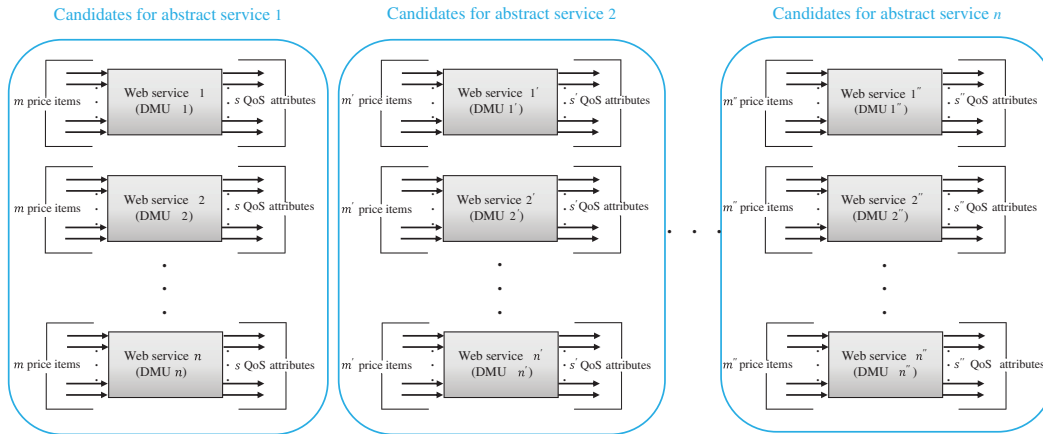 Candidates for abstract service 1
m price items
Web service 1
(DMU 1)
s QoS attributes
m price items
Web service 2
(DMU 2)
s QoS attributes
m price items
Web service n
(DMU n)
s QoS attributes
Candidates for abstract service 2
m′ price items
Web service 1′
(DMU 1′)
s′ QoS attributes
m′ price items
Web service 2′
(DMU 2′)
s′ QoS attributes
m′ price items
Web service n′
(DMU n′)
s′ QoS attributes
. . .
Candidates for abstract service n
m″ price items
Web service 1″
(DMU 1″)
s″ QoS attributes
m″ price items
Web service 2″
(DMU 2″)
s″ QoS attributes
m″ price items
Web service n″
(DMU n″)
s″ QoS attributes